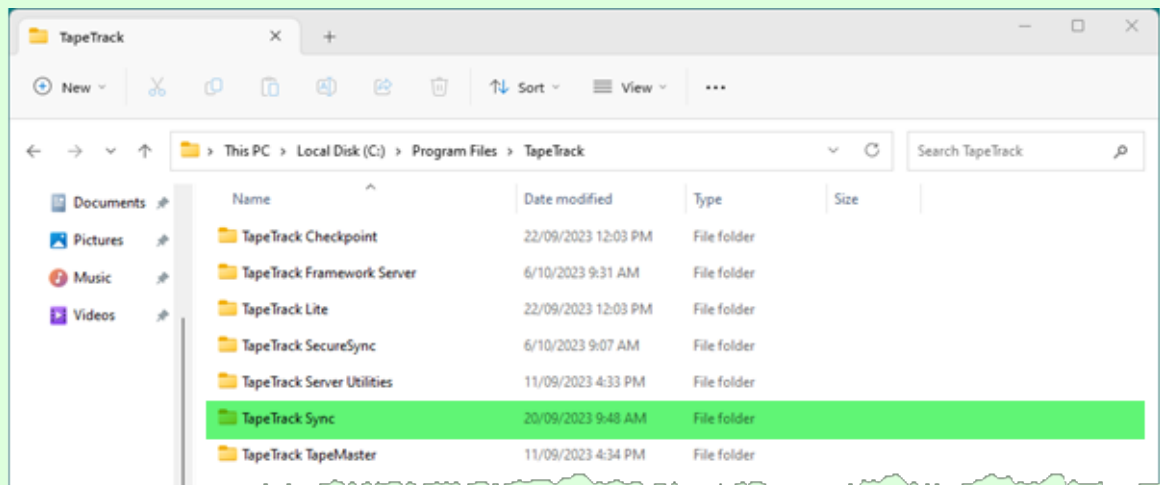 TapeTrack
New Sort View
This PC > Local Disk (C:) > Program Files > TapeTrack Search TapeTrack
Name Date modified Type Size
Documents
Pictures
Music
Videos
TapeTrack Checkpoint 22/09/2023 12:03 PM File folder
TapeTrack Framework Server 6/10/2023 9:31 AM File folder
TapeTrack Lite 22/09/2023 12:03 PM File folder
TapeTrack SecureSync 6/10/2023 9:07 AM File folder
TapeTrack Server Utilities 11/09/2023 4:33 PM File folder
TapeTrack Sync 20/09/2023 9:48 AM File folder
TapeTrack TapeMaster 11/09/2023 4:34 PM File folder